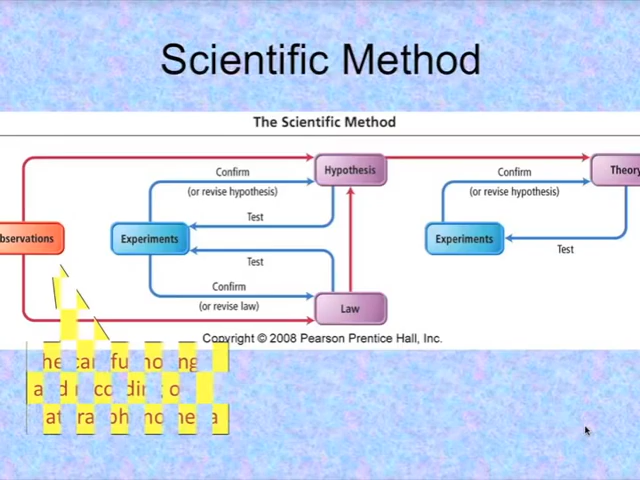 Scientific Method
The Scientific Method
Confirm
(or revise hypothesis)
Hypothesis
Test
Experiments
Test
Confirm
(or revise law)
Law
Confirm
(or revise hypothesis)
Theory
Experiments
Test
bservations
Copyright © 2008 Pearson Prentice Hall, Inc.